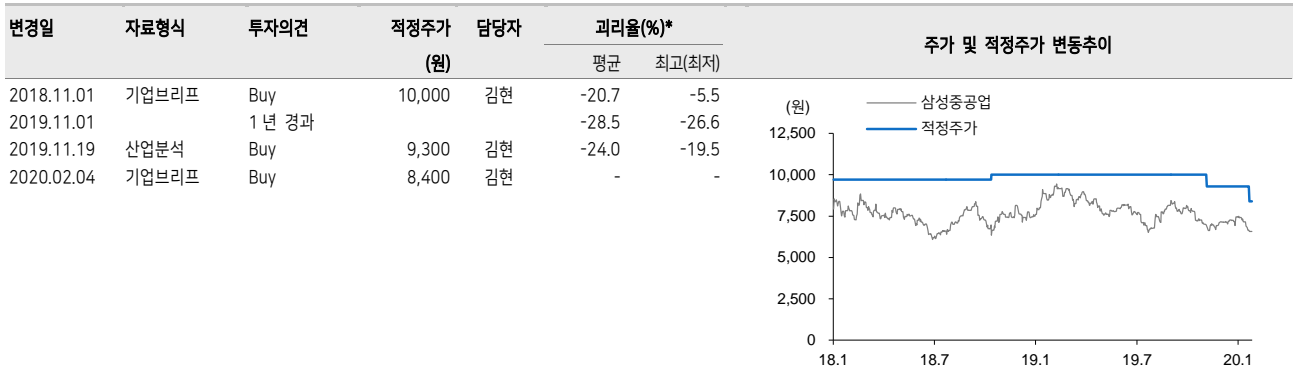 변경일 자료형식 투자의견 적정주가 담당자 괴리율(%)*
(원) 평균 최고(최저)
2018.11.01 기업브리프 Buy 10,000 김현 -20.7 -5.5
2019.11.01 1년 경과 -28.5 -26.6
2019.11.19 산업분석 Buy 9,300 김현 -24.0 -19.5
2020.02.04 기업브리프 Buy 8,400 김현 - -
주가 및 적정주가 변동추이
(원)
삼성중공업
적정주가
12,500
10,000
7,500
5,000
2,500
0
18.1 18.7 19.1 19.7 20.1